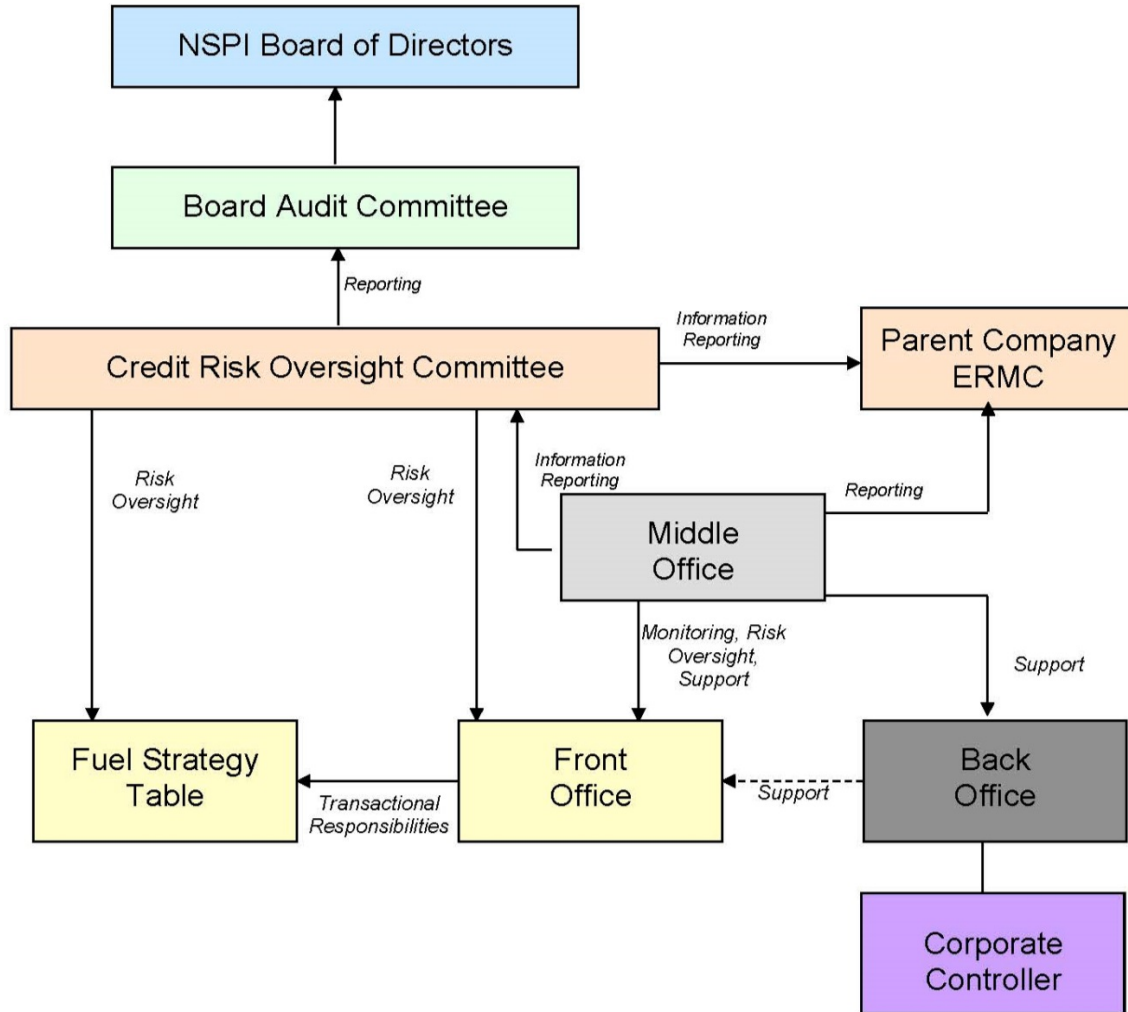 NSPI Board of Directors
Board Audit Committee
Reporting
Credit Risk Oversight Committee
Information
Reporting
Parent Company
ERMC
Risk
Oversight
Risk
Oversight
Information
Reporting
Reporting
Middle
Office
Monitoring, Risk
Oversight,
Support
Support
Fuel Strategy
Table
Transactional
Responsibilities
Front
Office
Support
Back
Office
Corporate
Controller